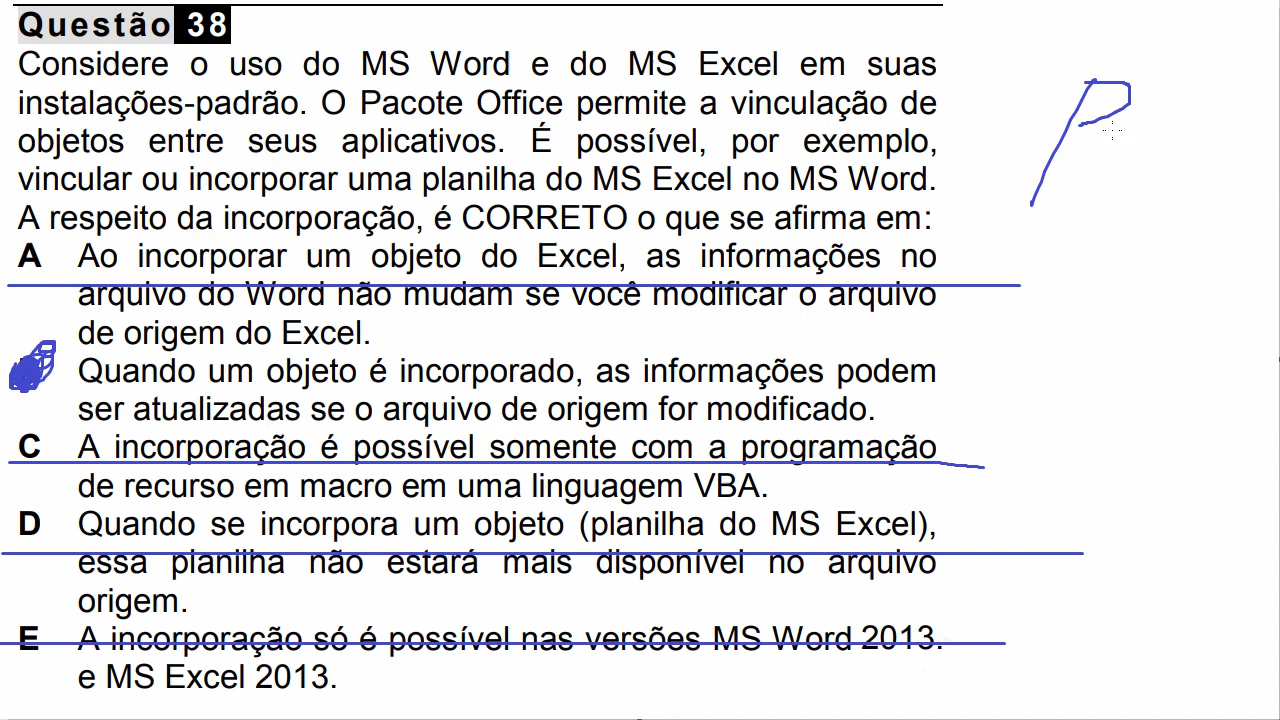 Questão 38
Considere o uso do MS Word e do MS Excel em suas
instalações-padrão. O Pacote Office permite a vinculação de
objetos entre seus aplicativos. É possível, por exemplo,
vincular ou incorporar uma planilha do MS Excel no MS Word.
A respeito da incorporação, é CORRETO o que se afirma em:
A Ao incorporar um objeto do Excel, as informações no
arquivo do Word não mudam se você modificar o arquivo
de origem do Excel.
Quando um objeto é incorporado, as informações podem
ser atualizadas se o arquivo de origem for modificado.
C A incorporação é possível somente com a programação
de recurso em macro em uma linguagem VBA.
D Quando se incorpora um objeto (planilha do MS Excel),
essa planilha não estará mais disponível no arquivo
origem.
E A incorporação só é possível nas versões MS Word 2013.
e MS Excel 2013.